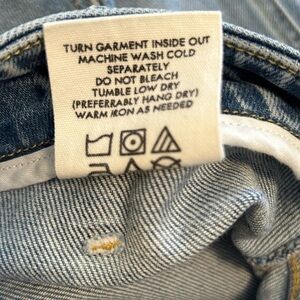 TURN GARMENT INSIDE OUT
MACHINE WASH COLD
SEPARATELY
DO NOT BLEACH
TUMBLE LOW DRY
(PREFERABLY HANG DRY)
WARM IRON AS NEEDED